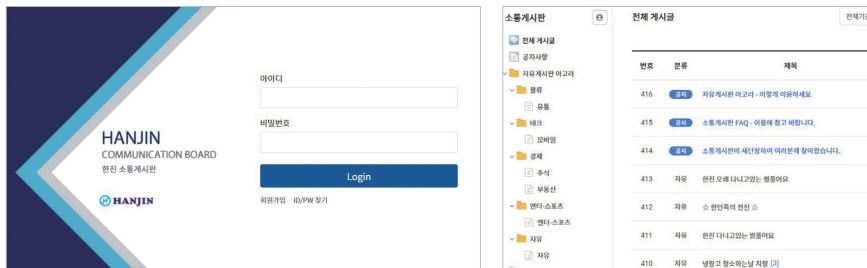 HANJIN
COMMUNICATION BOARD
한진 소통게시판
HANJIN
아이디
비밀번호
Login
회원가입 ID/PW 찾기
소통게시판
전체 게시글
공지사항
자유게시판 아고라
물류
유통
테크
모바일
경제
주식
부동산
엔터-스포츠
엔터-스포츠
자유
자유
전체 게시글
전체기간
번호 분류 제목
416 공지 자유게시판 아고라 - 이렇게 이용하세요
415 공지 소통게시판 FAQ - 이용에 참고 바랍니다.
414 공지 소통게시판이 새단장하여 여러분께 찾아왔습니다.
413 자유 한진 오래 다니고있는 썰풀어요
412 자유 ☆ 한민족의 전진 ☆
411 자유 한진 다니고있는 썰풀어요
410 자유 냉장고 청소하는날 지정 [3]